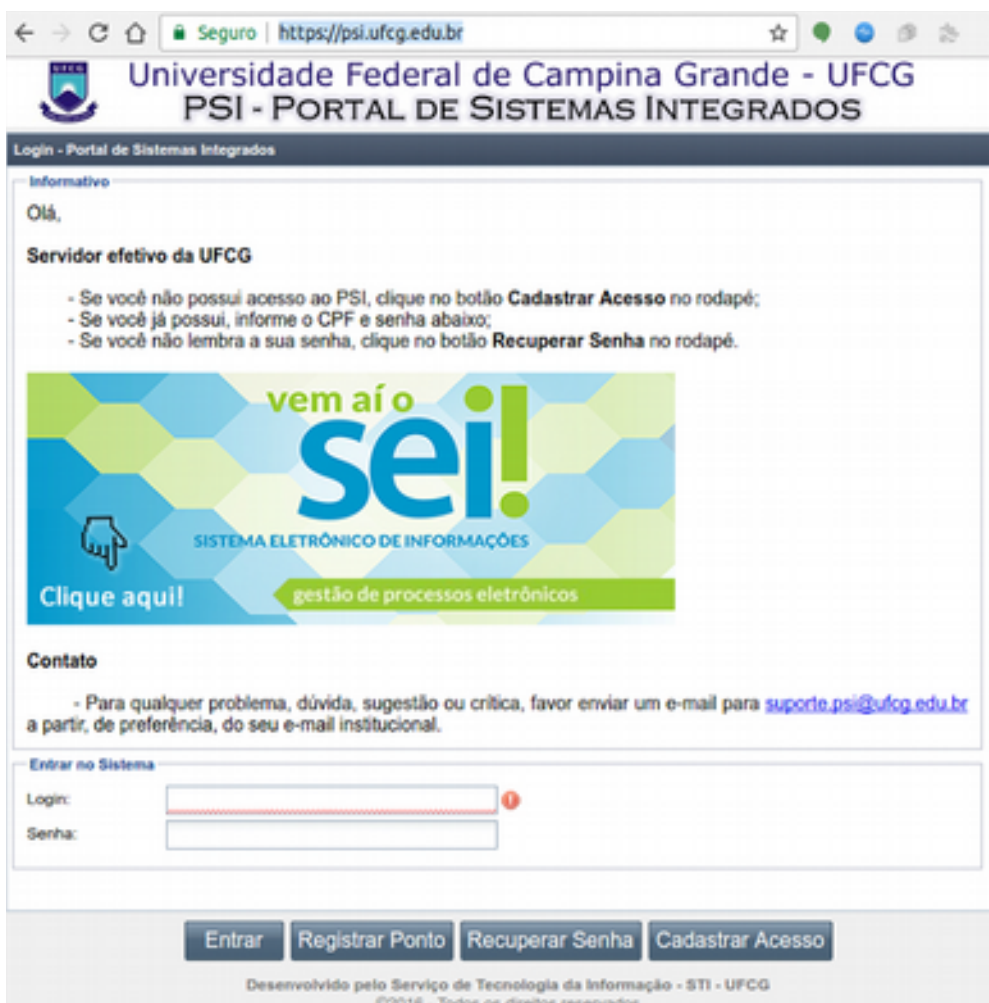 Seguro | https://psi.ufcg.edu.br
UFCG
Universidade Federal de Campina Grande - UFCG
PSI - PORTAL DE SISTEMAS INTEGRADOS
Login - Portal de Sistemas Integrados
Informativo
Olá,
Servidor efetivo da UFCG
- Se você não possui acesso ao PSI, clique no botão Cadastrar Acesso no rodapé;
- Se você já possui, informe o CPF e senha abaixo;
- Se você não lembra a sua senha, clique no botão Recuperar Senha no rodapé.
vem aí o
sei!
SISTEMA ELETRÔNICO DE INFORMAÇÕES
Clique aqui!
gestão de processos eletrônicos
Contato
- Para qualquer problema, dúvida, sugestão ou crítica, favor enviar um e-mail para suporte.psi@ufcg.edu.br
a partir, de preferência, do seu e-mail institucional.
Entrar no Sistema
Login:
Senha:
Entrar Registrar Ponto Recuperar Senha Cadastrar Acesso
Desenvolvido pelo Serviço de Tecnologia da Informação - STI - UFCG
©2016 - Todos os direitos reservados